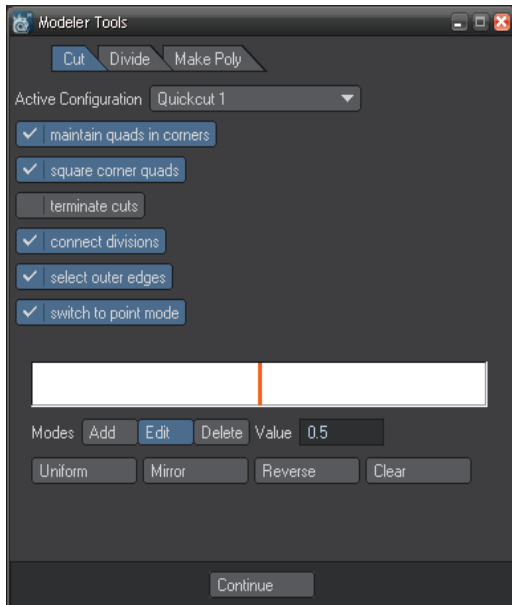 Modeler Tools
Cut Divide Make Poly
Active Configuration Quickcut 1
maintain quads in corners
square corner quads
terminate cuts
connect divisions
select outer edges
switch to point mode
Modes Add Edit Delete Value 0.5
Uniform Mirror Reverse Clear
Continue